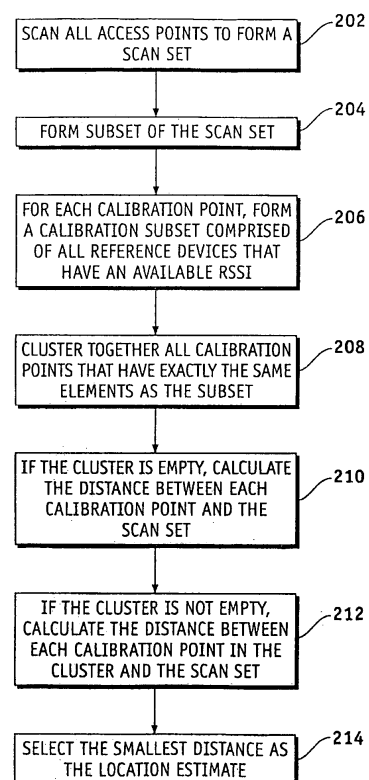 202
SCAN ALL ACCESS POINTS TO FORM A
SCAN SET
204
FORM SUBSET OF THE SCAN SET
206
FOR EACH CALIBRATION POINT, FORM
A CALIBRATION SUBSET COMPRISED
OF ALL REFERENCE DEVICES THAT
HAVE AN AVAILABLE RSSI
208
CLUSTER TOGETHER ALL CALIBRATION
POINTS THAT HAVE EXACTLY THE SAME
ELEMENTS AS THE SUBSET
210
IF THE CLUSTER IS EMPTY, CALCULATE
THE DISTANCE BETWEEN EACH
CALIBRATION POINT AND THE
SCAN SET
212
IF THE CLUSTER IS NOT EMPTY,
CALCULATE THE DISTANCE BETWEEN
EACH CALIBRATION POINT IN THE
CLUSTER AND THE SCAN SET
214
SELECT THE SMALLEST DISTANCE AS
THE LOCATION ESTIMATE